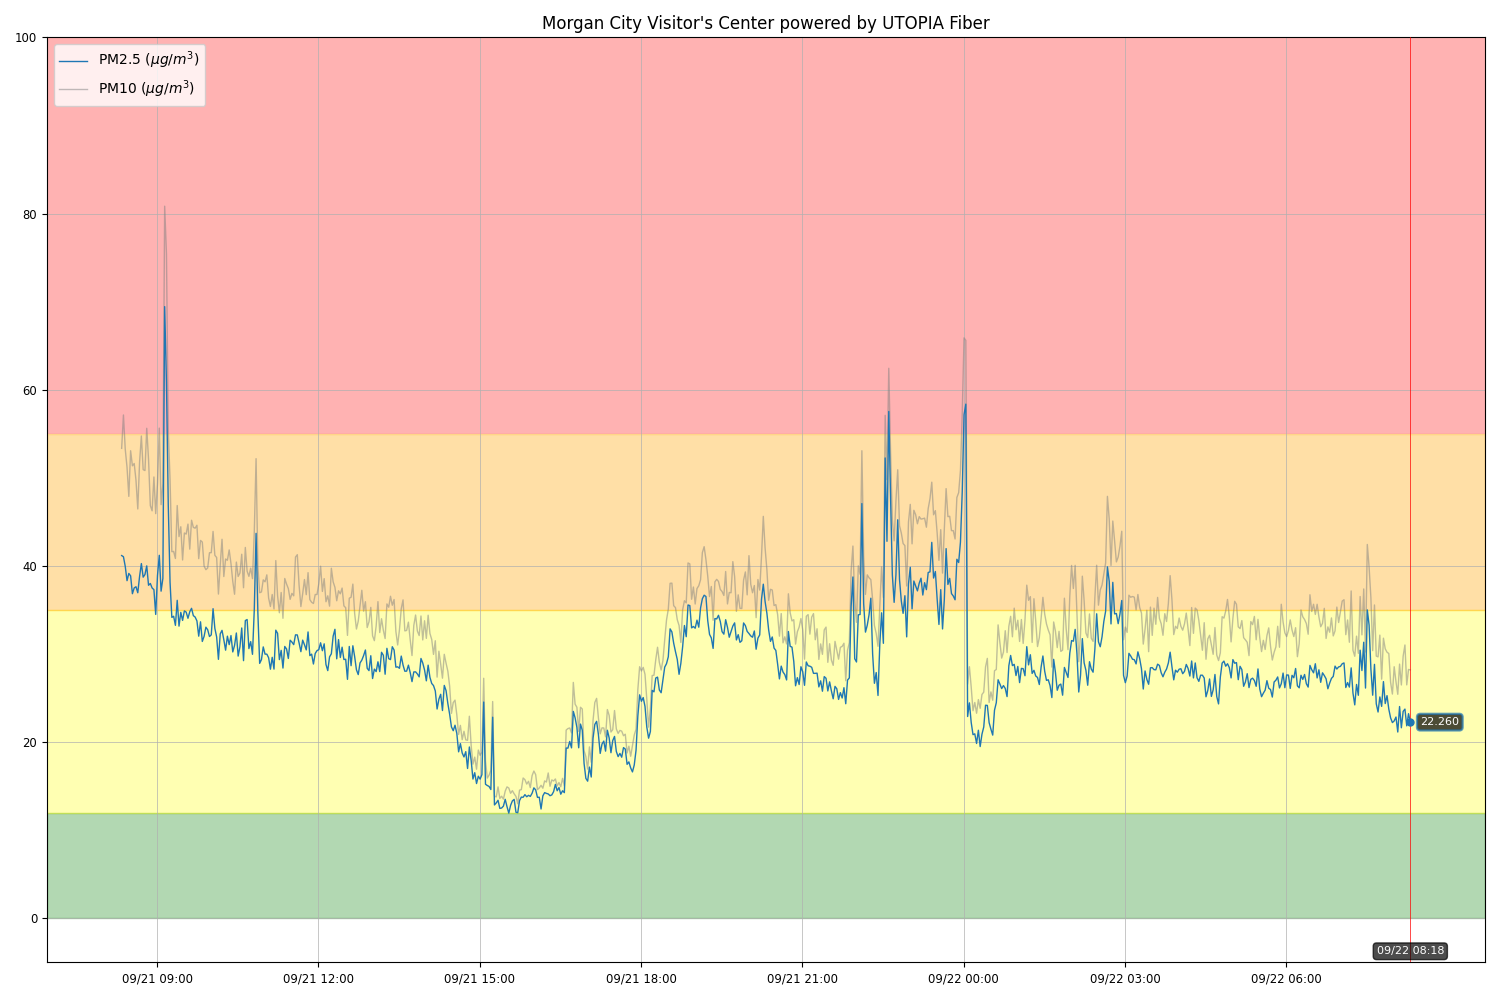 Morgan City Visitor's Center powered by UTOPIA Fiber
100
PM2.5 (μg/m³)
PM10 (μg/m³)
80
60
40
22.260
20
0
09/22 08:18
09/21 09:00 09/21 12:00 09/21 15:00 09/21 18:00 09/21 21:00 09/22 00:00 09/22 03:00 09/22 06:00